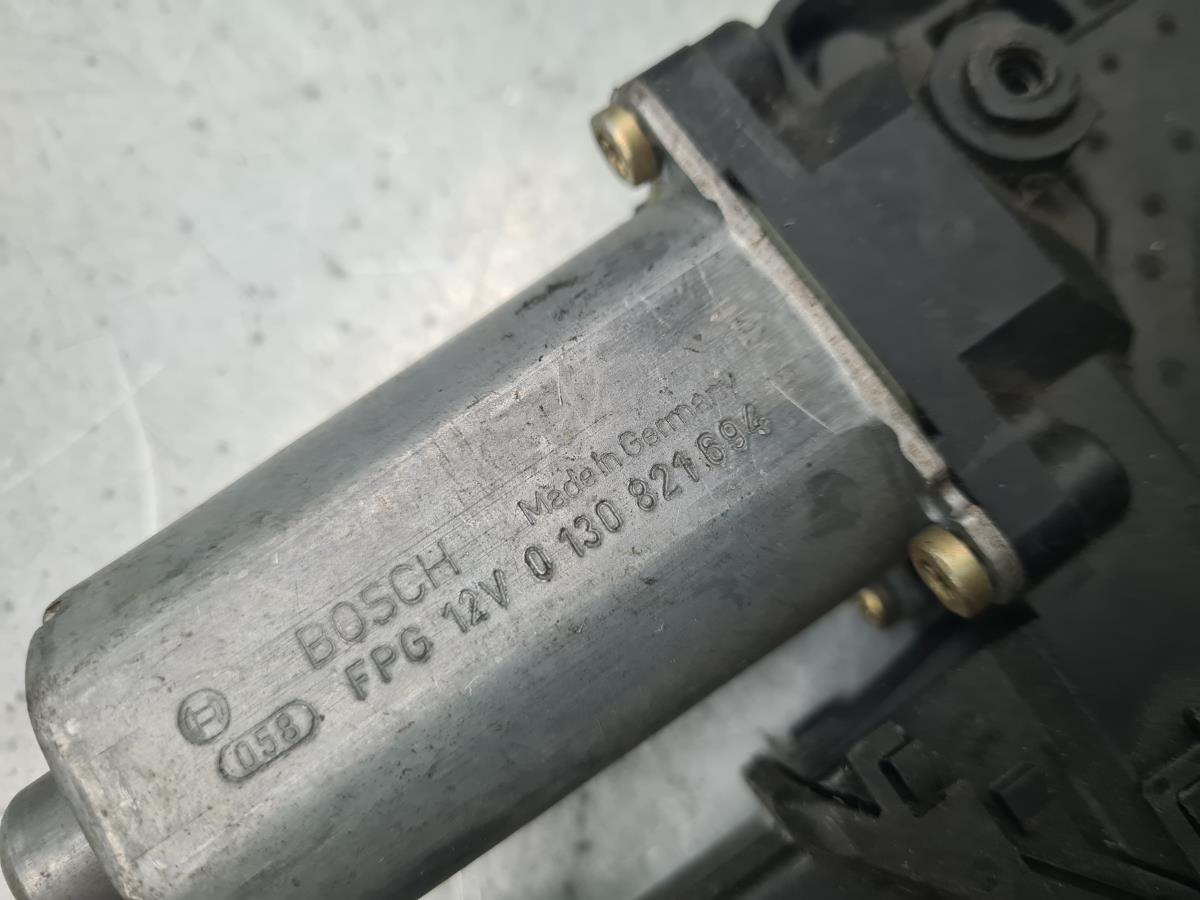 BOSCH Made in Germany
058 FPG 12V 0 130 821 694